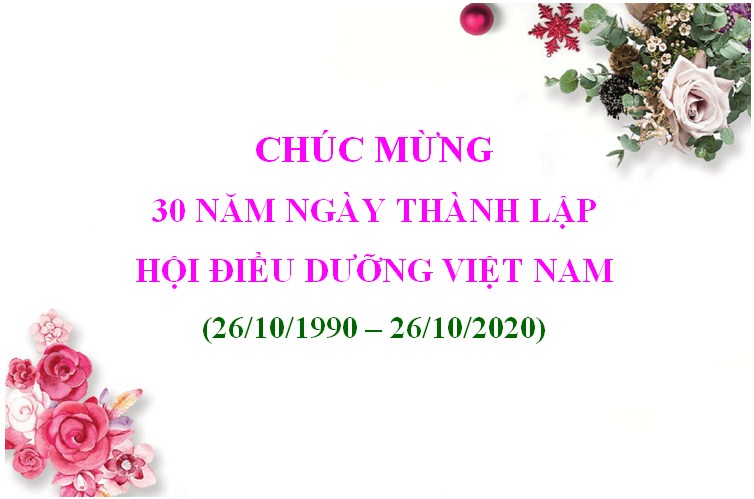 CHÚC MỪNG
30 NĂM NGÀY THÀNH LẬP
HỘI ĐIỀU DƯỠNG VIỆT NAM
(26/10/1990 – 26/10/2020)